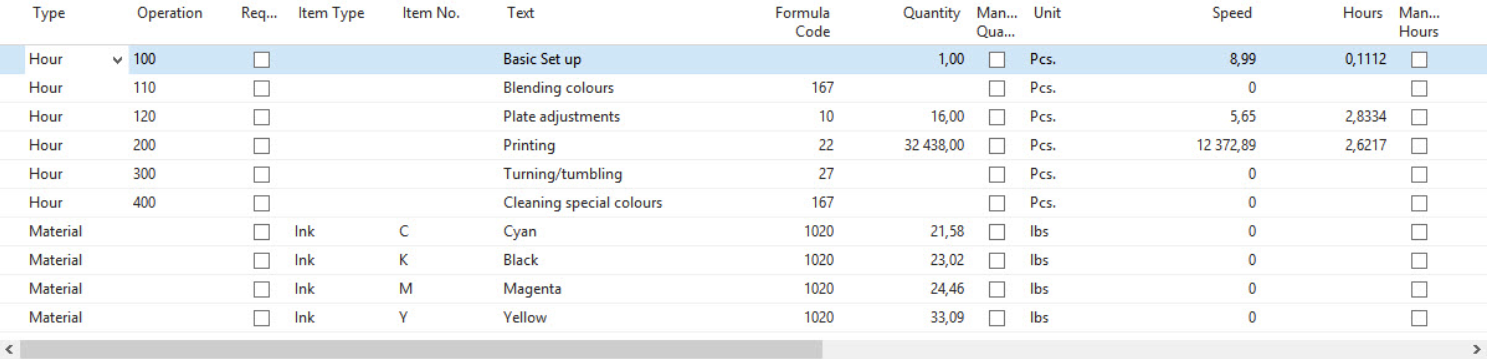 Type Operation Req... Item Type Item No. Text Formula Code Quantity Man... Qua... Unit Speed Hours Man... Hours
Hour 100 Basic Set up 1,00 Pcs. 8,99 0,1112
Hour 110 Blending colours 167 Pcs. 0
Hour 120 Plate adjustments 10 16,00 Pcs. 5,65 2,8334
Hour 200 Printing 22 32 438,00 Pcs. 12 372,89 2,6217
Hour 300 Turning/tumbling 27 Pcs. 0
Hour 400 Cleaning special colours 167 Pcs. 0
Material Ink C Cyan 1020 21,58 lbs 0
Material Ink K Black 1020 23,02 lbs 0
Material Ink M Magenta 1020 24,46 lbs 0
Material Ink Y Yellow 1020 33,09 lbs 0